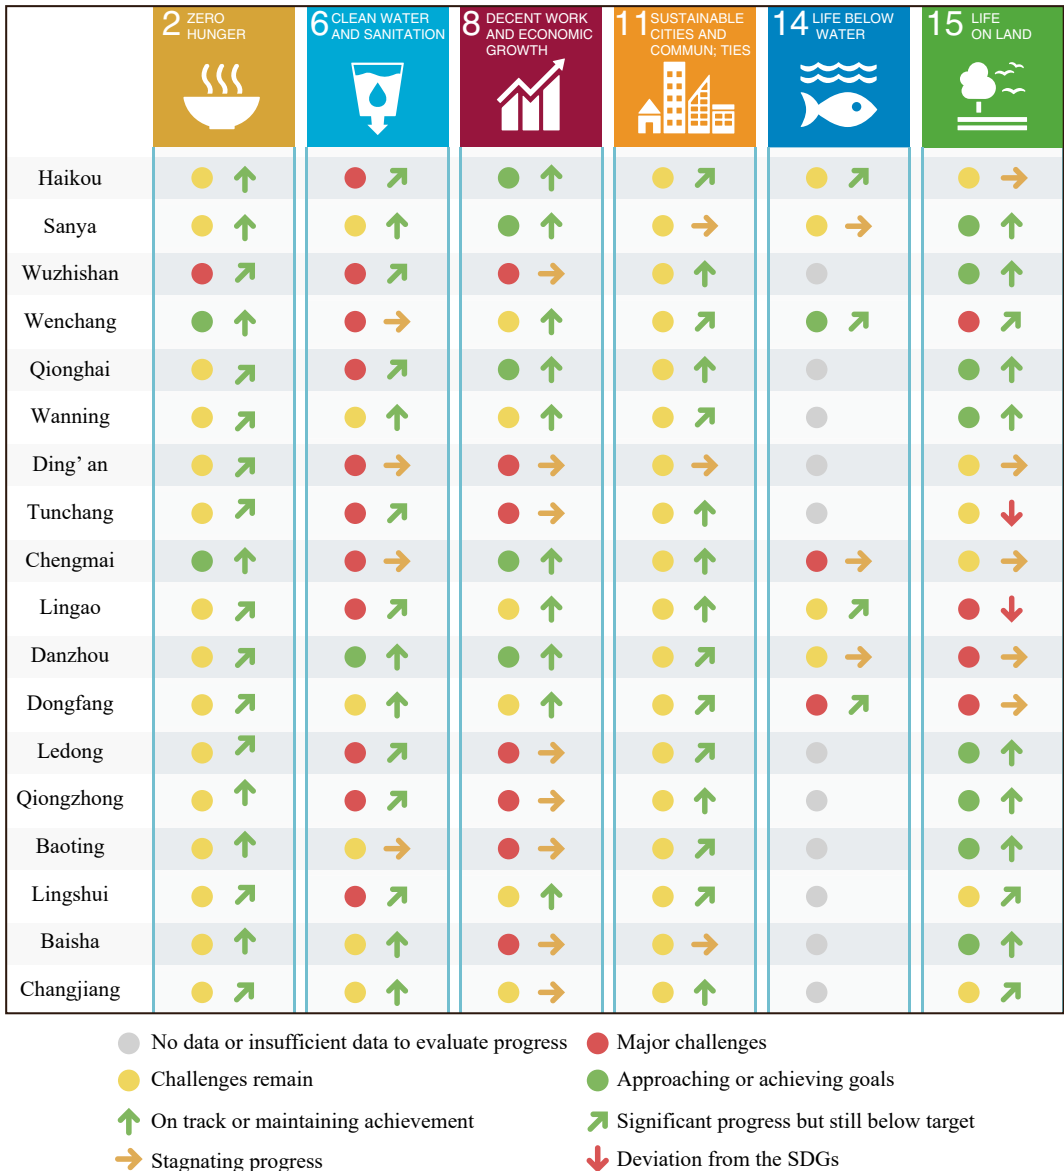 2 ZERO
HUNGER
6 CLEAN WATER
AND SANITATION
8 DECENT WORK
AND ECONOMIC
GROWTH
11 SUSTAINABLE
CITIES AND
COMMUN; TIES
14 LIFE BELOW
WATER
15 LIFE
ON LAND
Haikou
Sanya
Wuzhishan
Wenchang
Qionghai
Wanning
Ding’ an
Tunchang
Chengmai
Lingao
Danzhou
Dongfang
Ledong
Qiongzhong
Baoting
Lingshui
Baisha
Changjiang
No data or insufficient data to evaluate progress
Major challenges
Challenges remain
Approaching or achieving goals
On track or maintaining achievement
Significant progress but still below target
Stagnating progress
Deviation from the SDGs